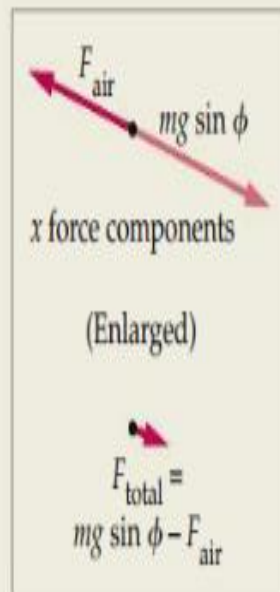 F_air
mg sin ϕ
x force components
(Enlarged)
F_total =
mg sin ϕ – F_air